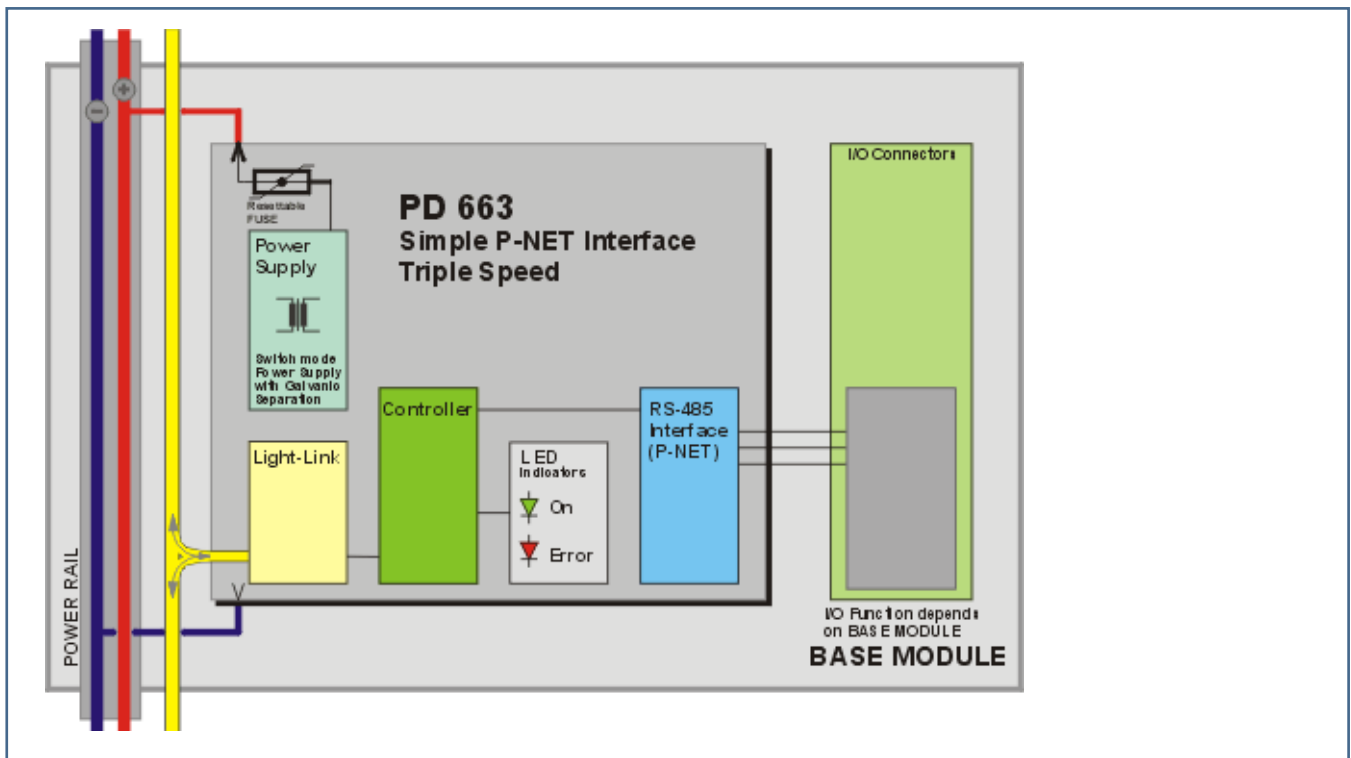 I/O Connectors
Resettable
FUSE
PD 663
Simple P-NET Interface
Triple Speed
Power
Supply
Switch mode
Power Supply
with Galvanic
Separation
Controller
RS-485
Interface
(P-NET)
Light-Link
LED
Indicators
On
Error
POWER RAIL
I/O Function depends
on BASE MODULE
BASE MODULE